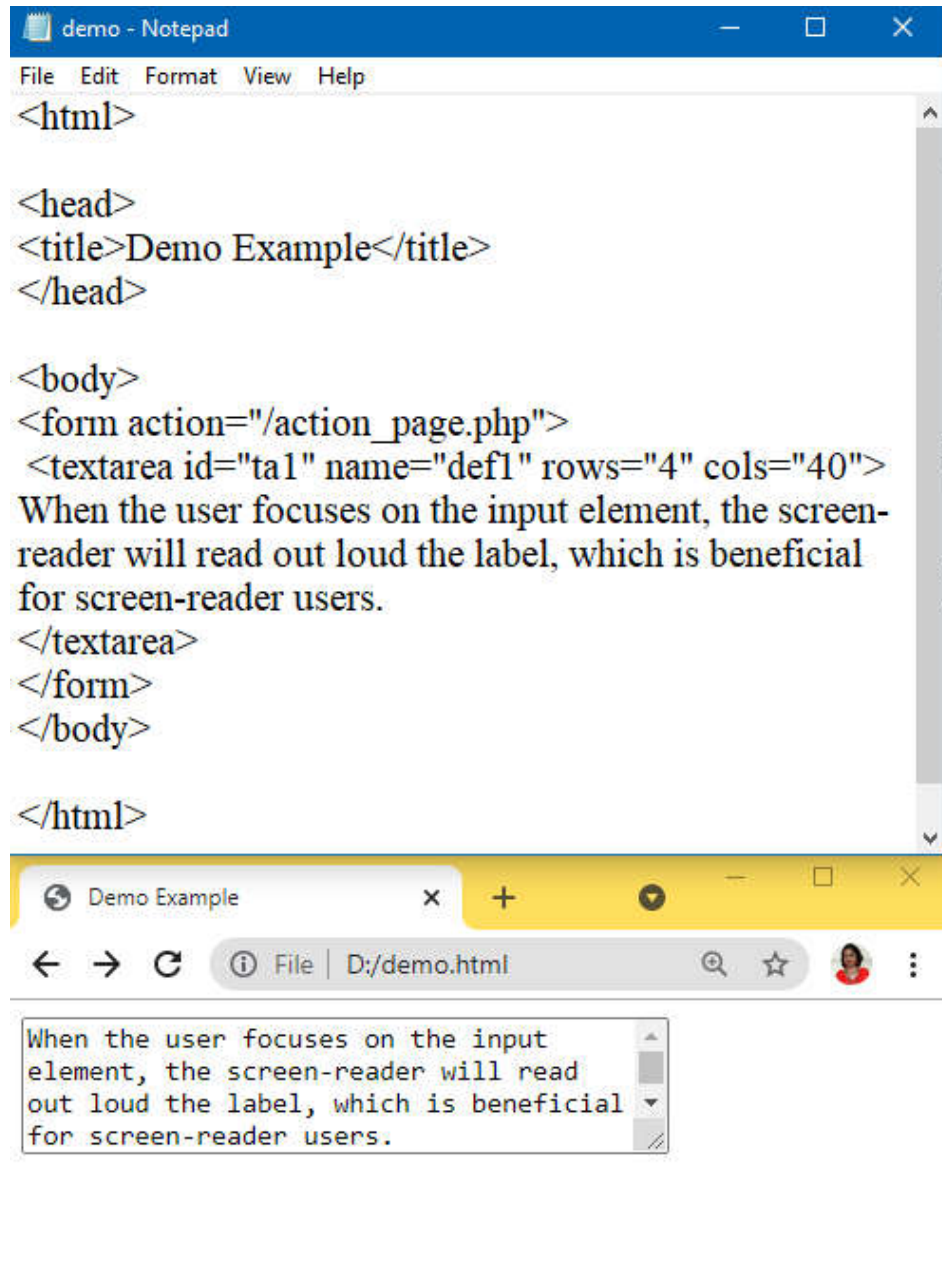 demo - Notepad
File Edit Format View Help
<html>
<head>
<title>Demo Example</title>
</head>
<body>
<form action="/action_page.php">
<textarea id="ta1" name="def1" rows="4" cols="40">
When the user focuses on the input element, the screen-
reader will read out loud the label, which is beneficial
for screen-reader users.
</textarea>
</form>
</body>
</html>
Demo Example
File D:/demo.html
When the user focuses on the input
element, the screen-reader will read
out loud the label, which is beneficial
for screen-reader users.